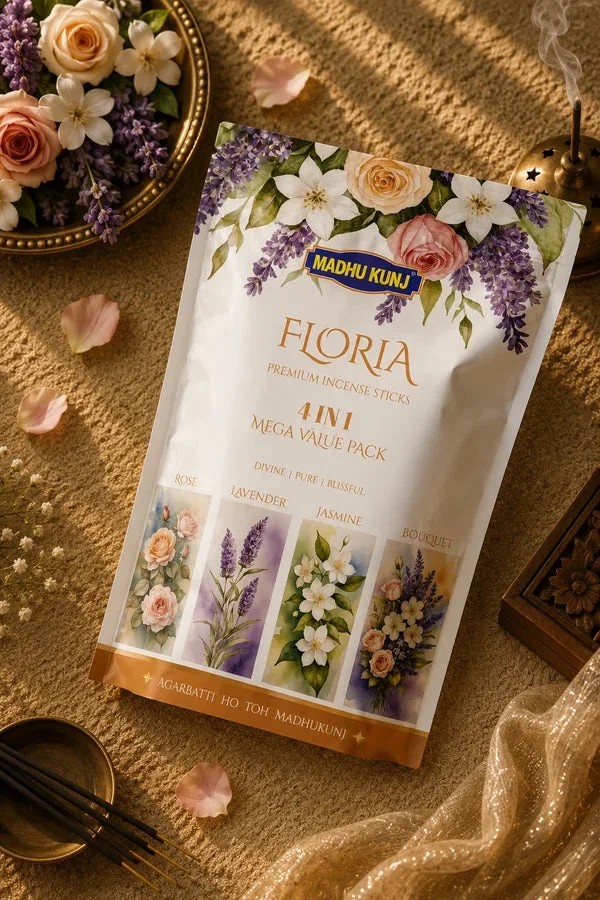 MADHU KUNJ®
FLORIA
PREMIUM INCENSE STICKS
4 IN 1
MEGA VALUE PACK
DIVINE | PURE | BLISSFUL
ROSE
LAVENDER
JASMINE
BOUQUET
AGARBATTI HO TOH MADHUKUNJ